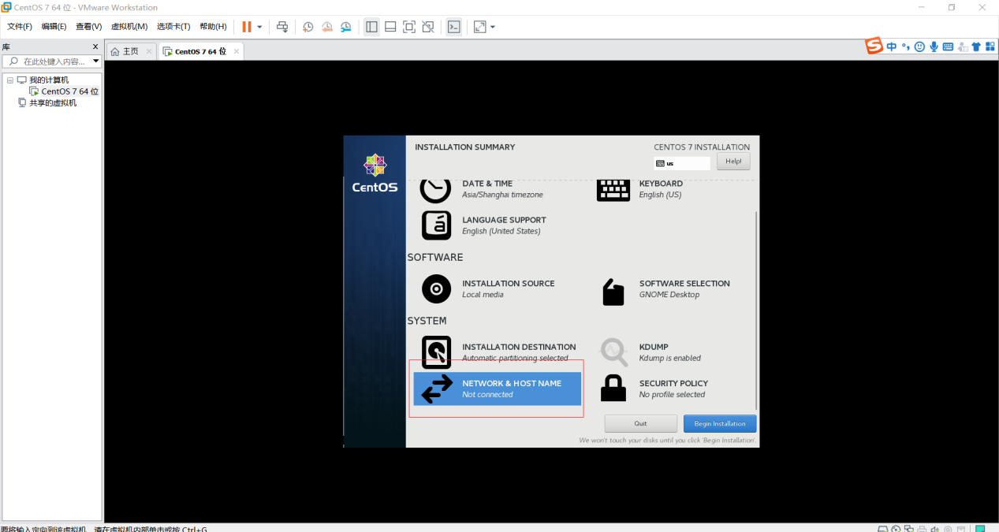 CentOS 7 64 位 - VMware Workstation
文件(F) 编辑(E) 查看(V) 虚拟机(M) 选项卡(T) 帮助(H)
库
在此处键入内容...
我的计算机
CentOS 7 64 位
共享的虚拟机
主页
CentOS 7 64 位
中
INSTALLATION SUMMARY
CENTOS 7 INSTALLATION
us
Help!
CentOS
DATE & TIME
Asia/Shanghai timezone
KEYBOARD
English (US)
LANGUAGE SUPPORT
English (United States)
SOFTWARE
INSTALLATION SOURCE
Local media
SOFTWARE SELECTION
GNOME Desktop
SYSTEM
INSTALLATION DESTINATION
Automatic partitioning selected
KDUMP
Kdump is enabled
NETWORK & HOST NAME
Not connected
SECURITY POLICY
No profile selected
Quit
Begin Installation
We won't touch your disks until you click 'Begin Installation'.
要将输入定向到该虚拟机，请在虚拟机内部单击或按 Ctrl+G